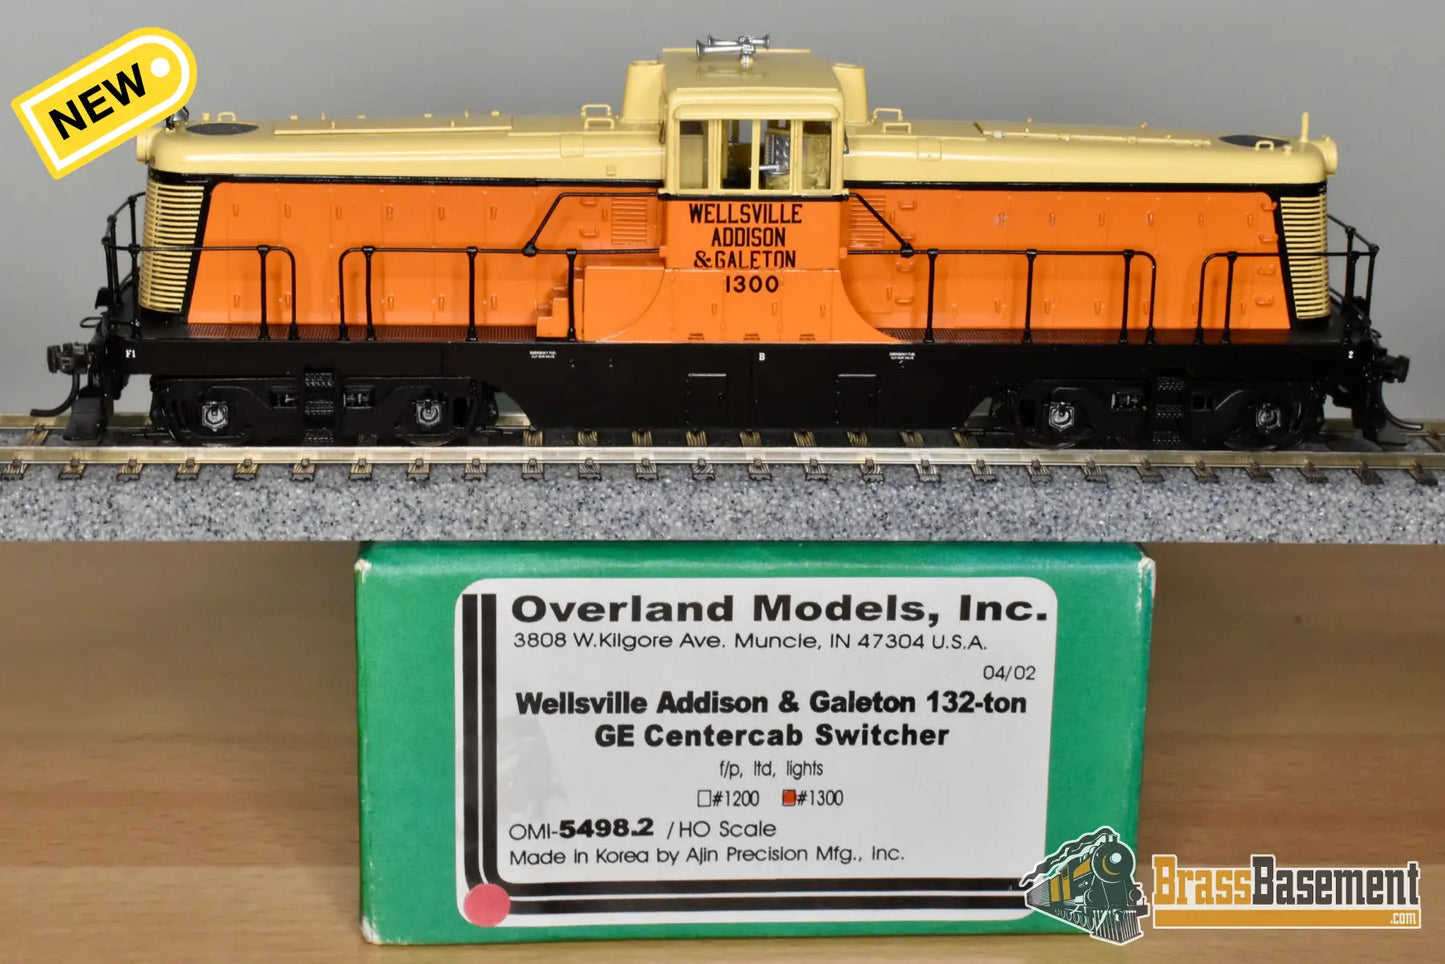 NEW
WELLSVILLE
ADDISON
& GALETON
1300
F1
B
2
Overland Models, Inc.
3808 W.Kilgore Ave. Muncie, IN 47304 U.S.A.
04/02
Wellsville Addison & Galeton 132-ton
GE Centercab Switcher
f/p, ltd, lights
#1200 #1300
OMI-5498.2 /HO Scale
Made in Korea by Ajin Precision Mfg., Inc.
BrassBasement
.com